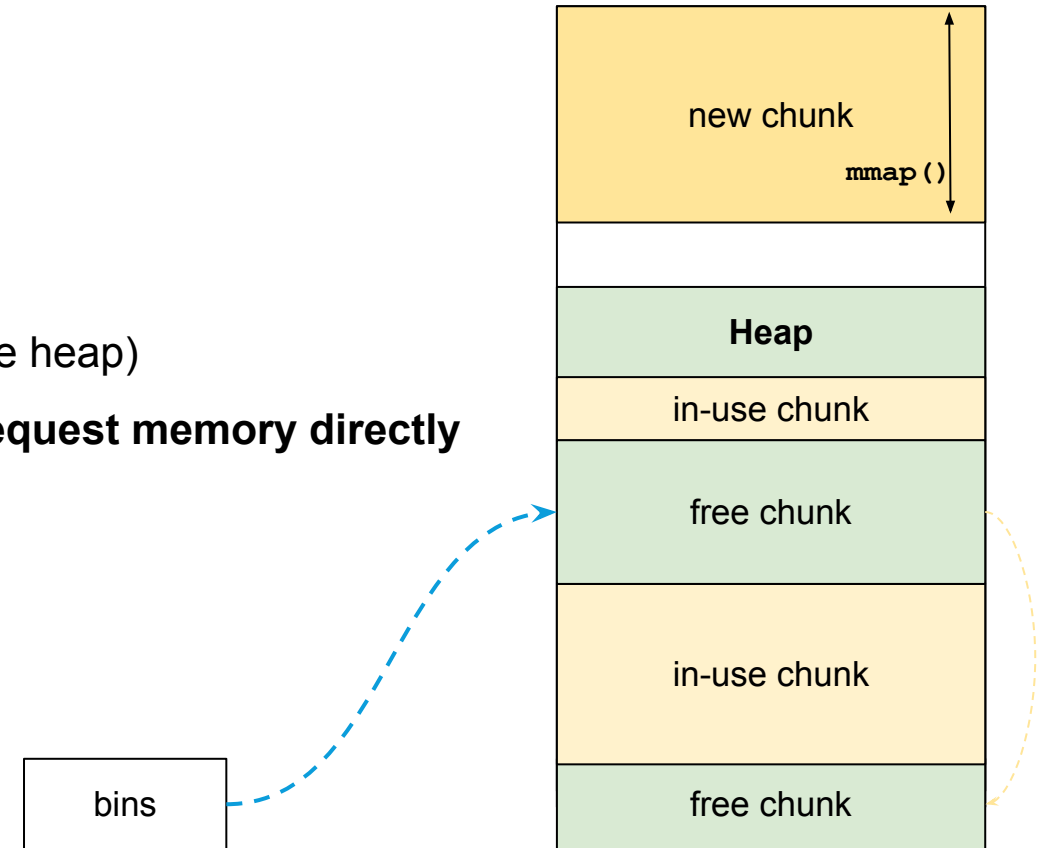 new chunk
mmap()
Heap
e heap)
in-use chunk
equest memory directly
free chunk
in-use chunk
bins
free chunk